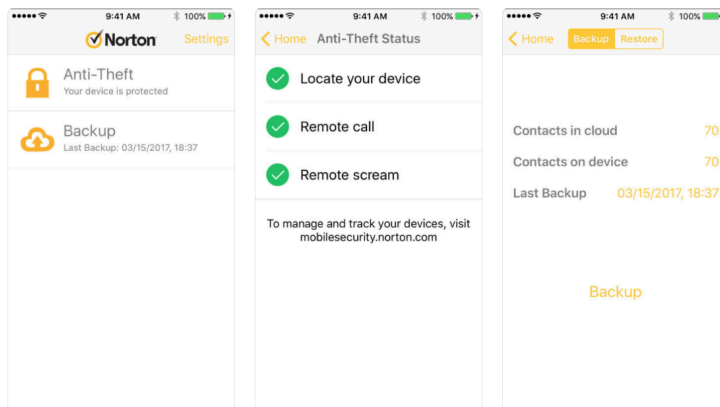 9:41 AM 100%
Norton Settings
Anti-Theft
Your device is protected
Backup
Last Backup: 03/15/2017, 18:37
9:41 AM 100%
Home Anti-Theft Status
Locate your device
Remote call
Remote scream
To manage and track your devices, visit
mobilesecurity.norton.com
9:41 AM 100%
Home Backup Restore
Contacts in cloud 70
Contacts on device 70
Last Backup 03/15/2017, 18:37
Backup